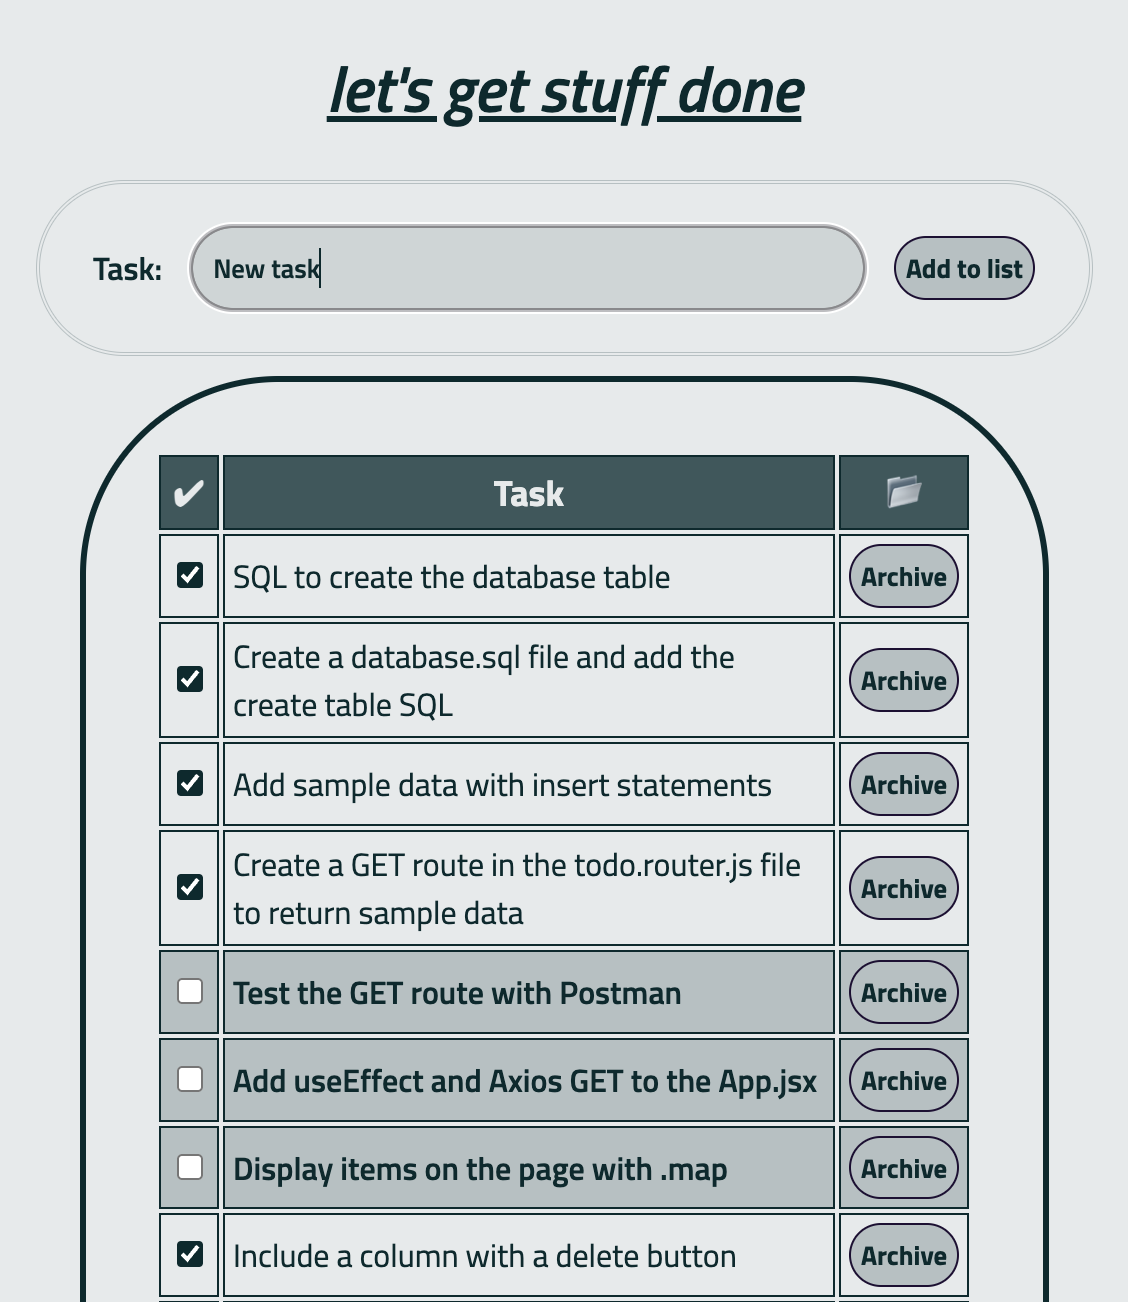 let's get stuff done
Task:
New task
Add to list
✔ Task
SQL to create the database table
Archive
Create a database.sql file and add the
create table SQL
Archive
Add sample data with insert statements
Archive
Create a GET route in the todo.router.js file
to return sample data
Archive
Test the GET route with Postman
Archive
Add useEffect and Axios GET to the App.jsx
Archive
Display items on the page with .map
Archive
Include a column with a delete button
Archive